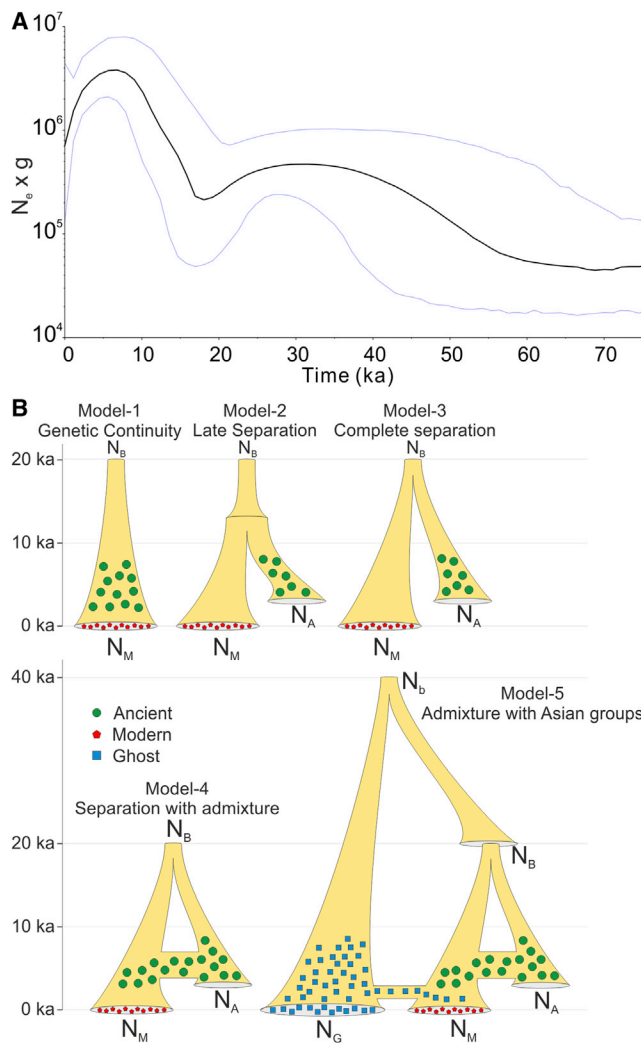 A
10⁷
10⁶
10⁵
10⁴
Nₑ x g
0 10 20 30 40 50 60 70
Time (ka)
B
Model-1
Genetic Continuity
Model-2
Late Separation
Model-3
Complete separation
N_B N_B N_B
20 ka
10 ka
0 ka
N_M N_M N_A N_M N_A
40 ka
N_b
Model-5
Admixture with Asian groups
Ancient
Modern
Ghost
Model-4
Separation with admixture
20 ka
N_B N_B
10 ka
0 ka
N_M N_A N_G N_M N_A